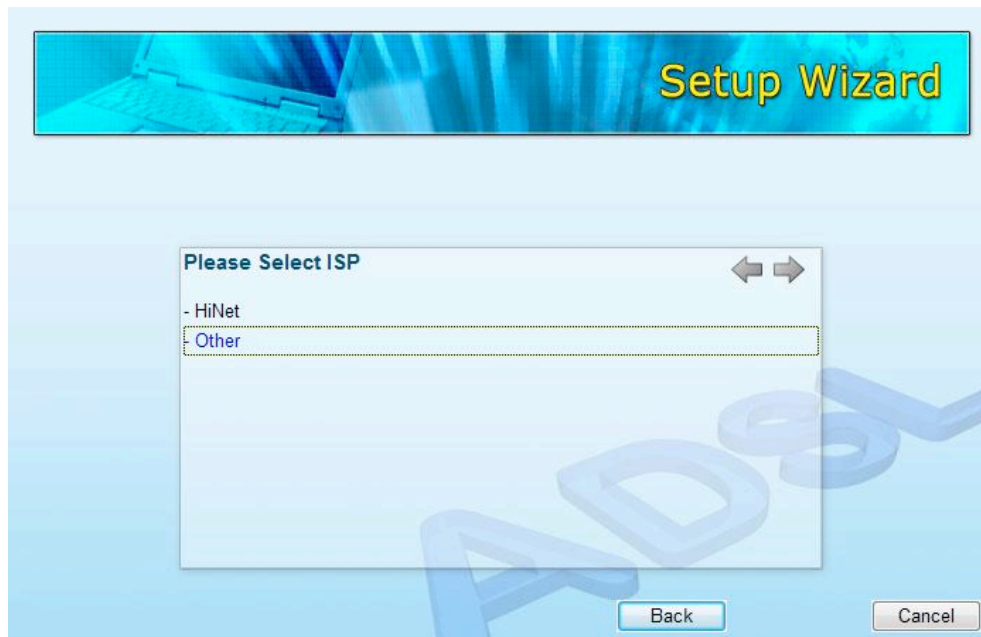 Setup Wizard
Please Select ISP
- HiNet
- Other
ADSL
Back
Cancel